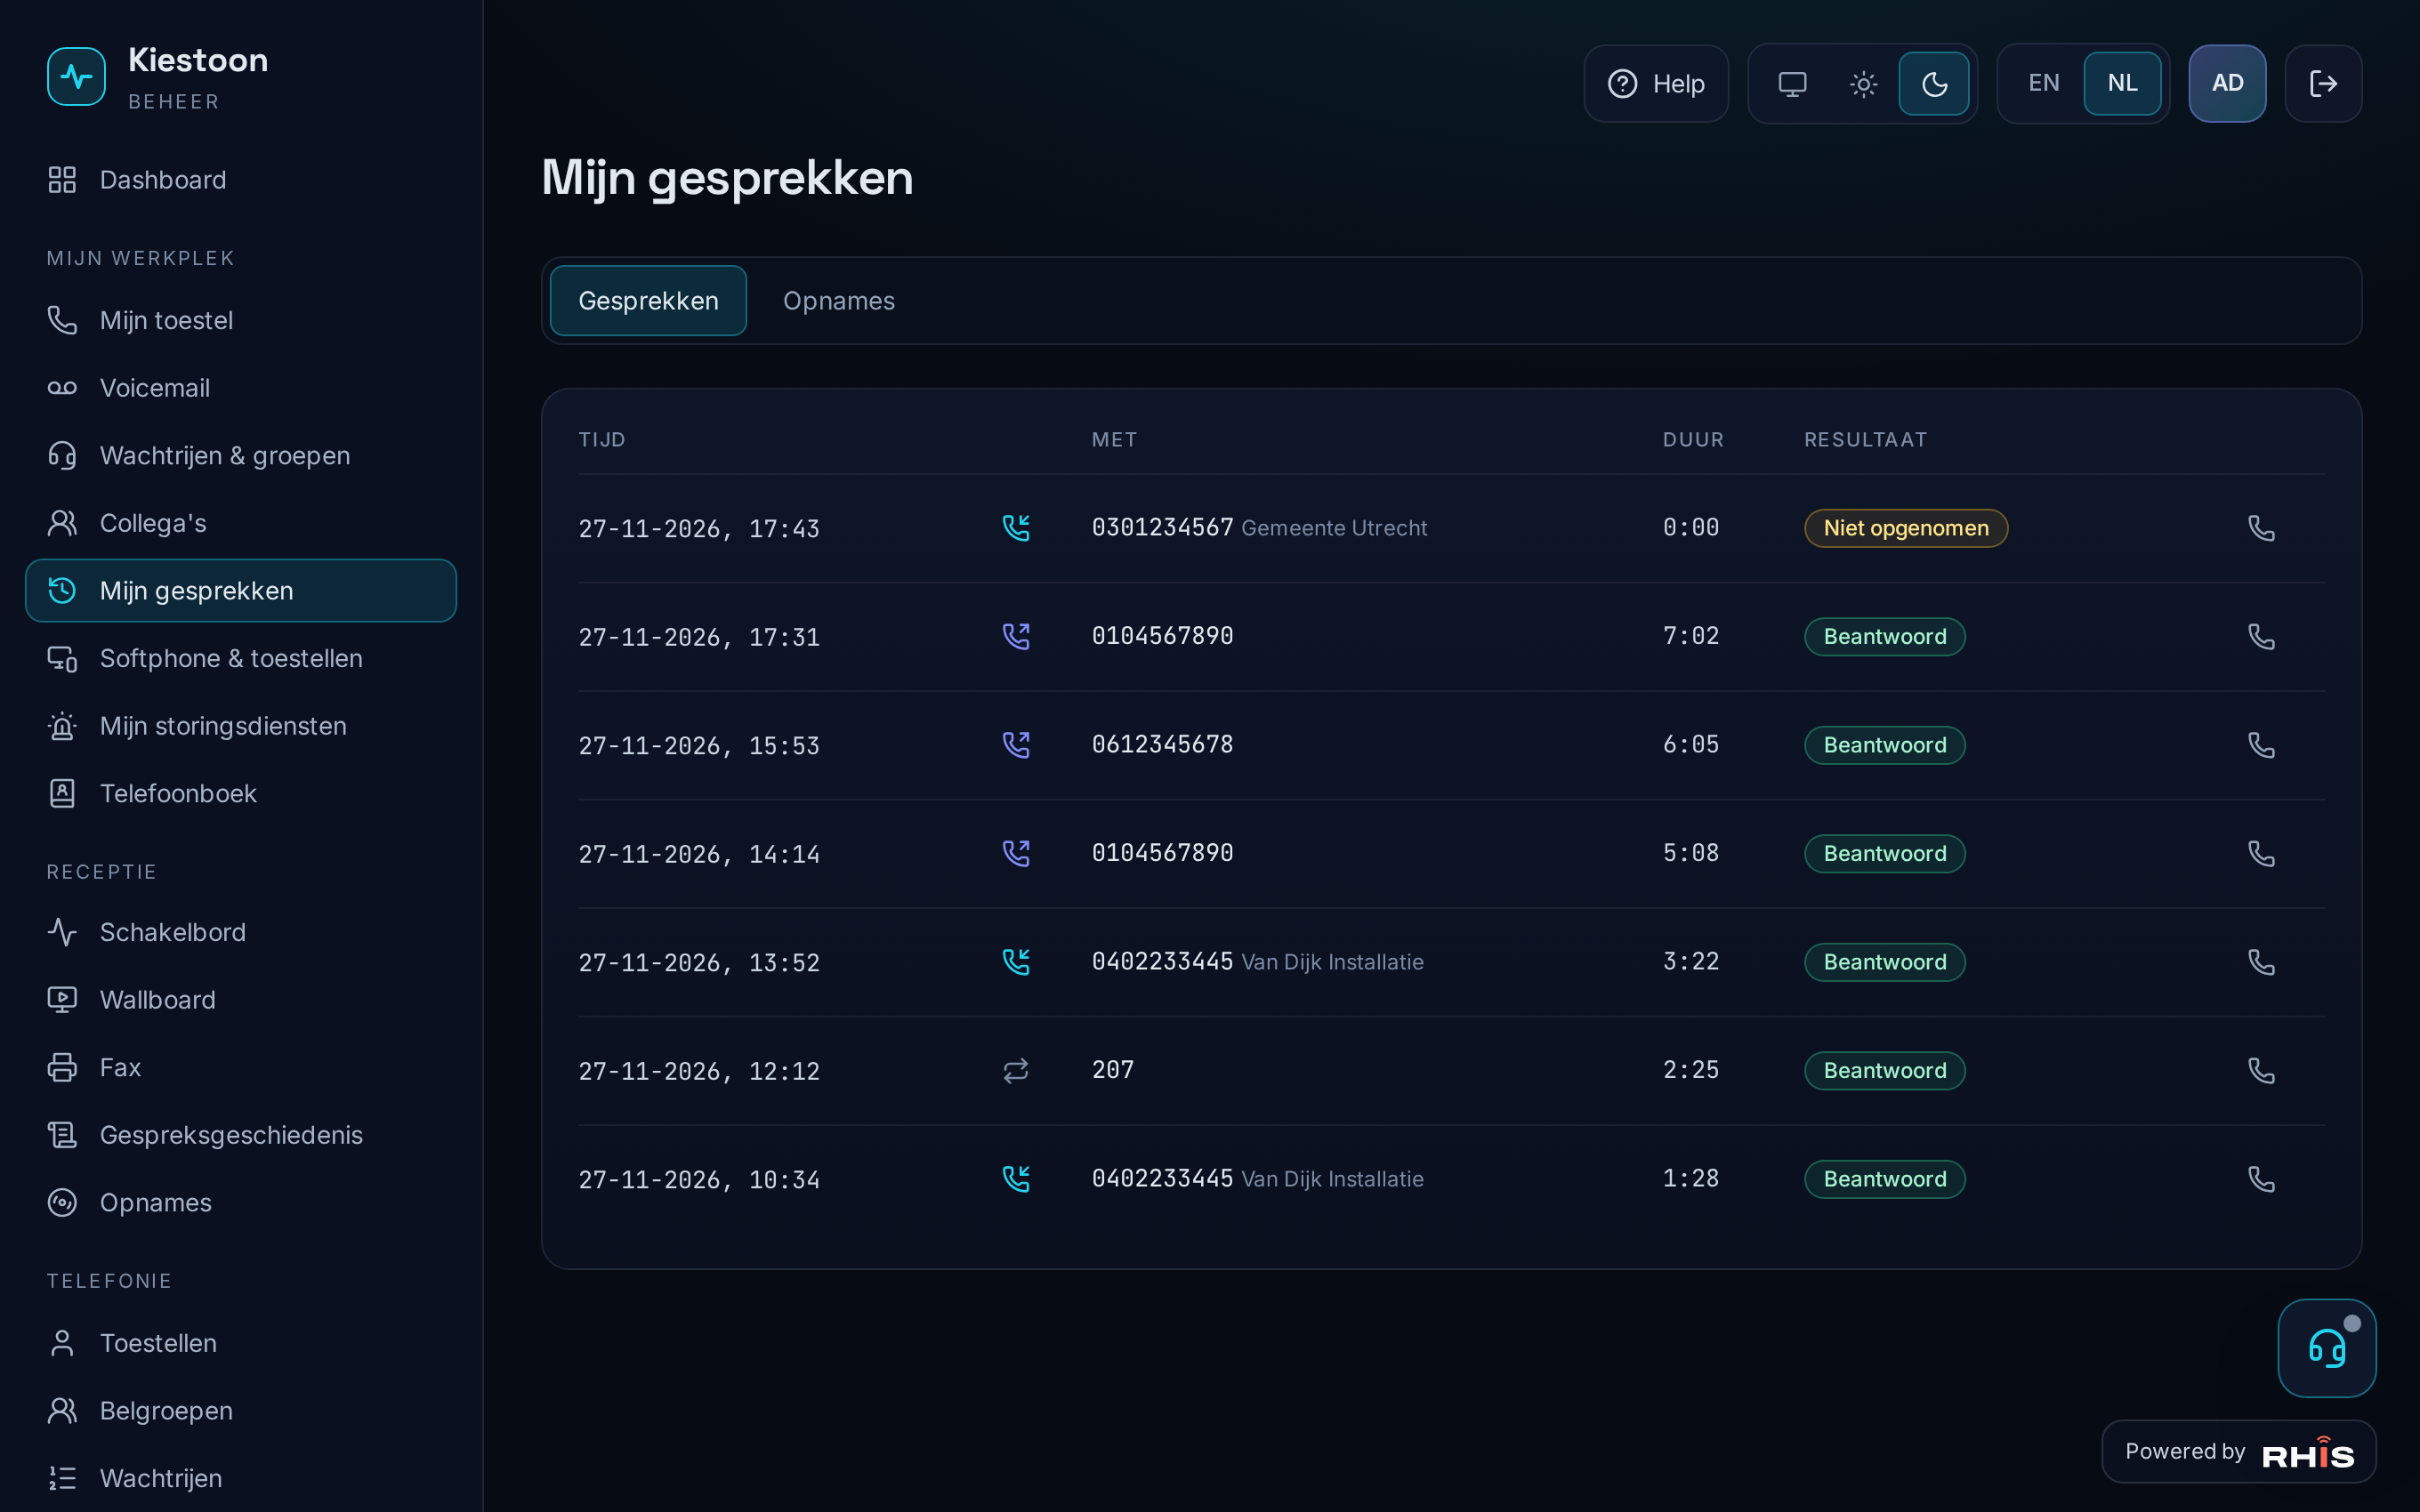 Kiestoon
BEHEER
Dashboard
MIJN WERKPLEK
Mijn toestel
Voicemail
Wachtrijen & groepen
Collega's
Mijn gesprekken
Softphone & toestellen
Mijn storingsdiensten
Telefoonboek
RECEPTIE
Schakelbord
Wallboard
Fax
Gespreksgeschiedenis
Opnames
TELEFONIE
Toestellen
Belgroepen
Wachtrijen
Help
EN NL
AD
Mijn gesprekken
Gesprekken Opnames
TIJD MET DUUR RESULTAAT
27-11-2026, 17:43 0301234567 Gemeente Utrecht 0:00 Niet opgenomen
27-11-2026, 17:31 0104567890 7:02 Beantwoord
27-11-2026, 15:53 0612345678 6:05 Beantwoord
27-11-2026, 14:14 0104567890 5:08 Beantwoord
27-11-2026, 13:52 0402233445 Van Dijk Installatie 3:22 Beantwoord
27-11-2026, 12:12 207 2:25 Beantwoord
27-11-2026, 10:34 0402233445 Van Dijk Installatie 1:28 Beantwoord
Powered by RHIS